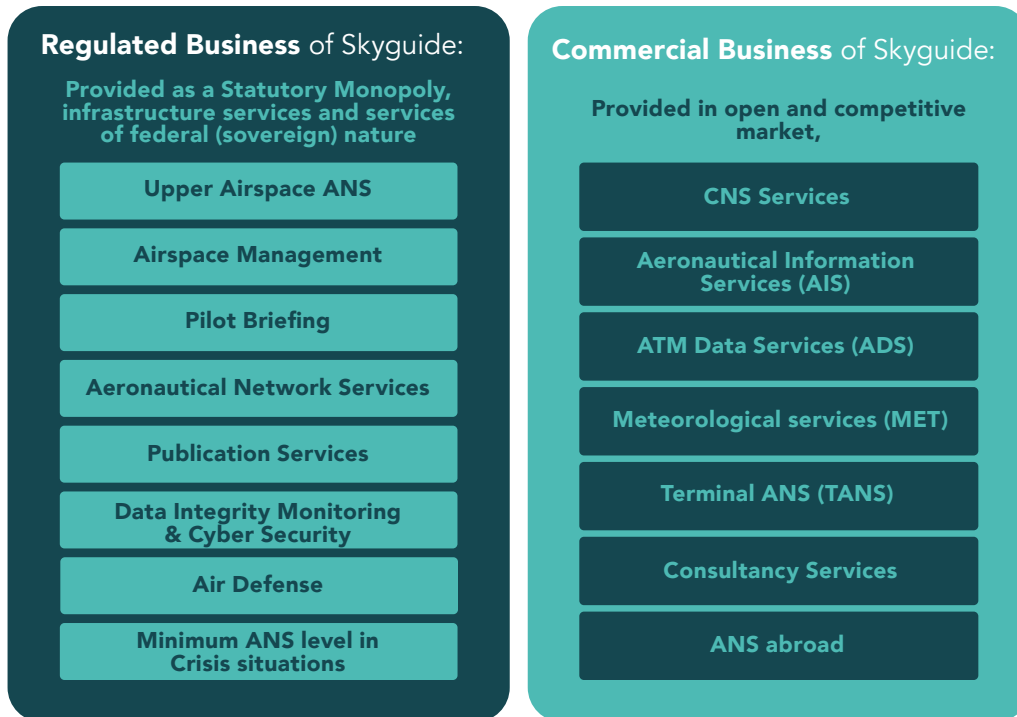 Regulated Business of Skyguide:
Provided as a Statutory Monopoly,
infrastructure services and services
of federal (sovereign) nature
Upper Airspace ANS
Airspace Management
Pilot Briefing
Aeronautical Network Services
Publication Services
Data Integrity Monitoring
& Cyber Security
Air Defense
Minimum ANS level in
Crisis situations
Commercial Business of Skyguide:
Provided in open and competitive
market,
CNS Services
Aeronautical Information
Services (AIS)
ATM Data Services (ADS)
Meteorological services (MET)
Terminal ANS (TANS)
Consultancy Services
ANS abroad